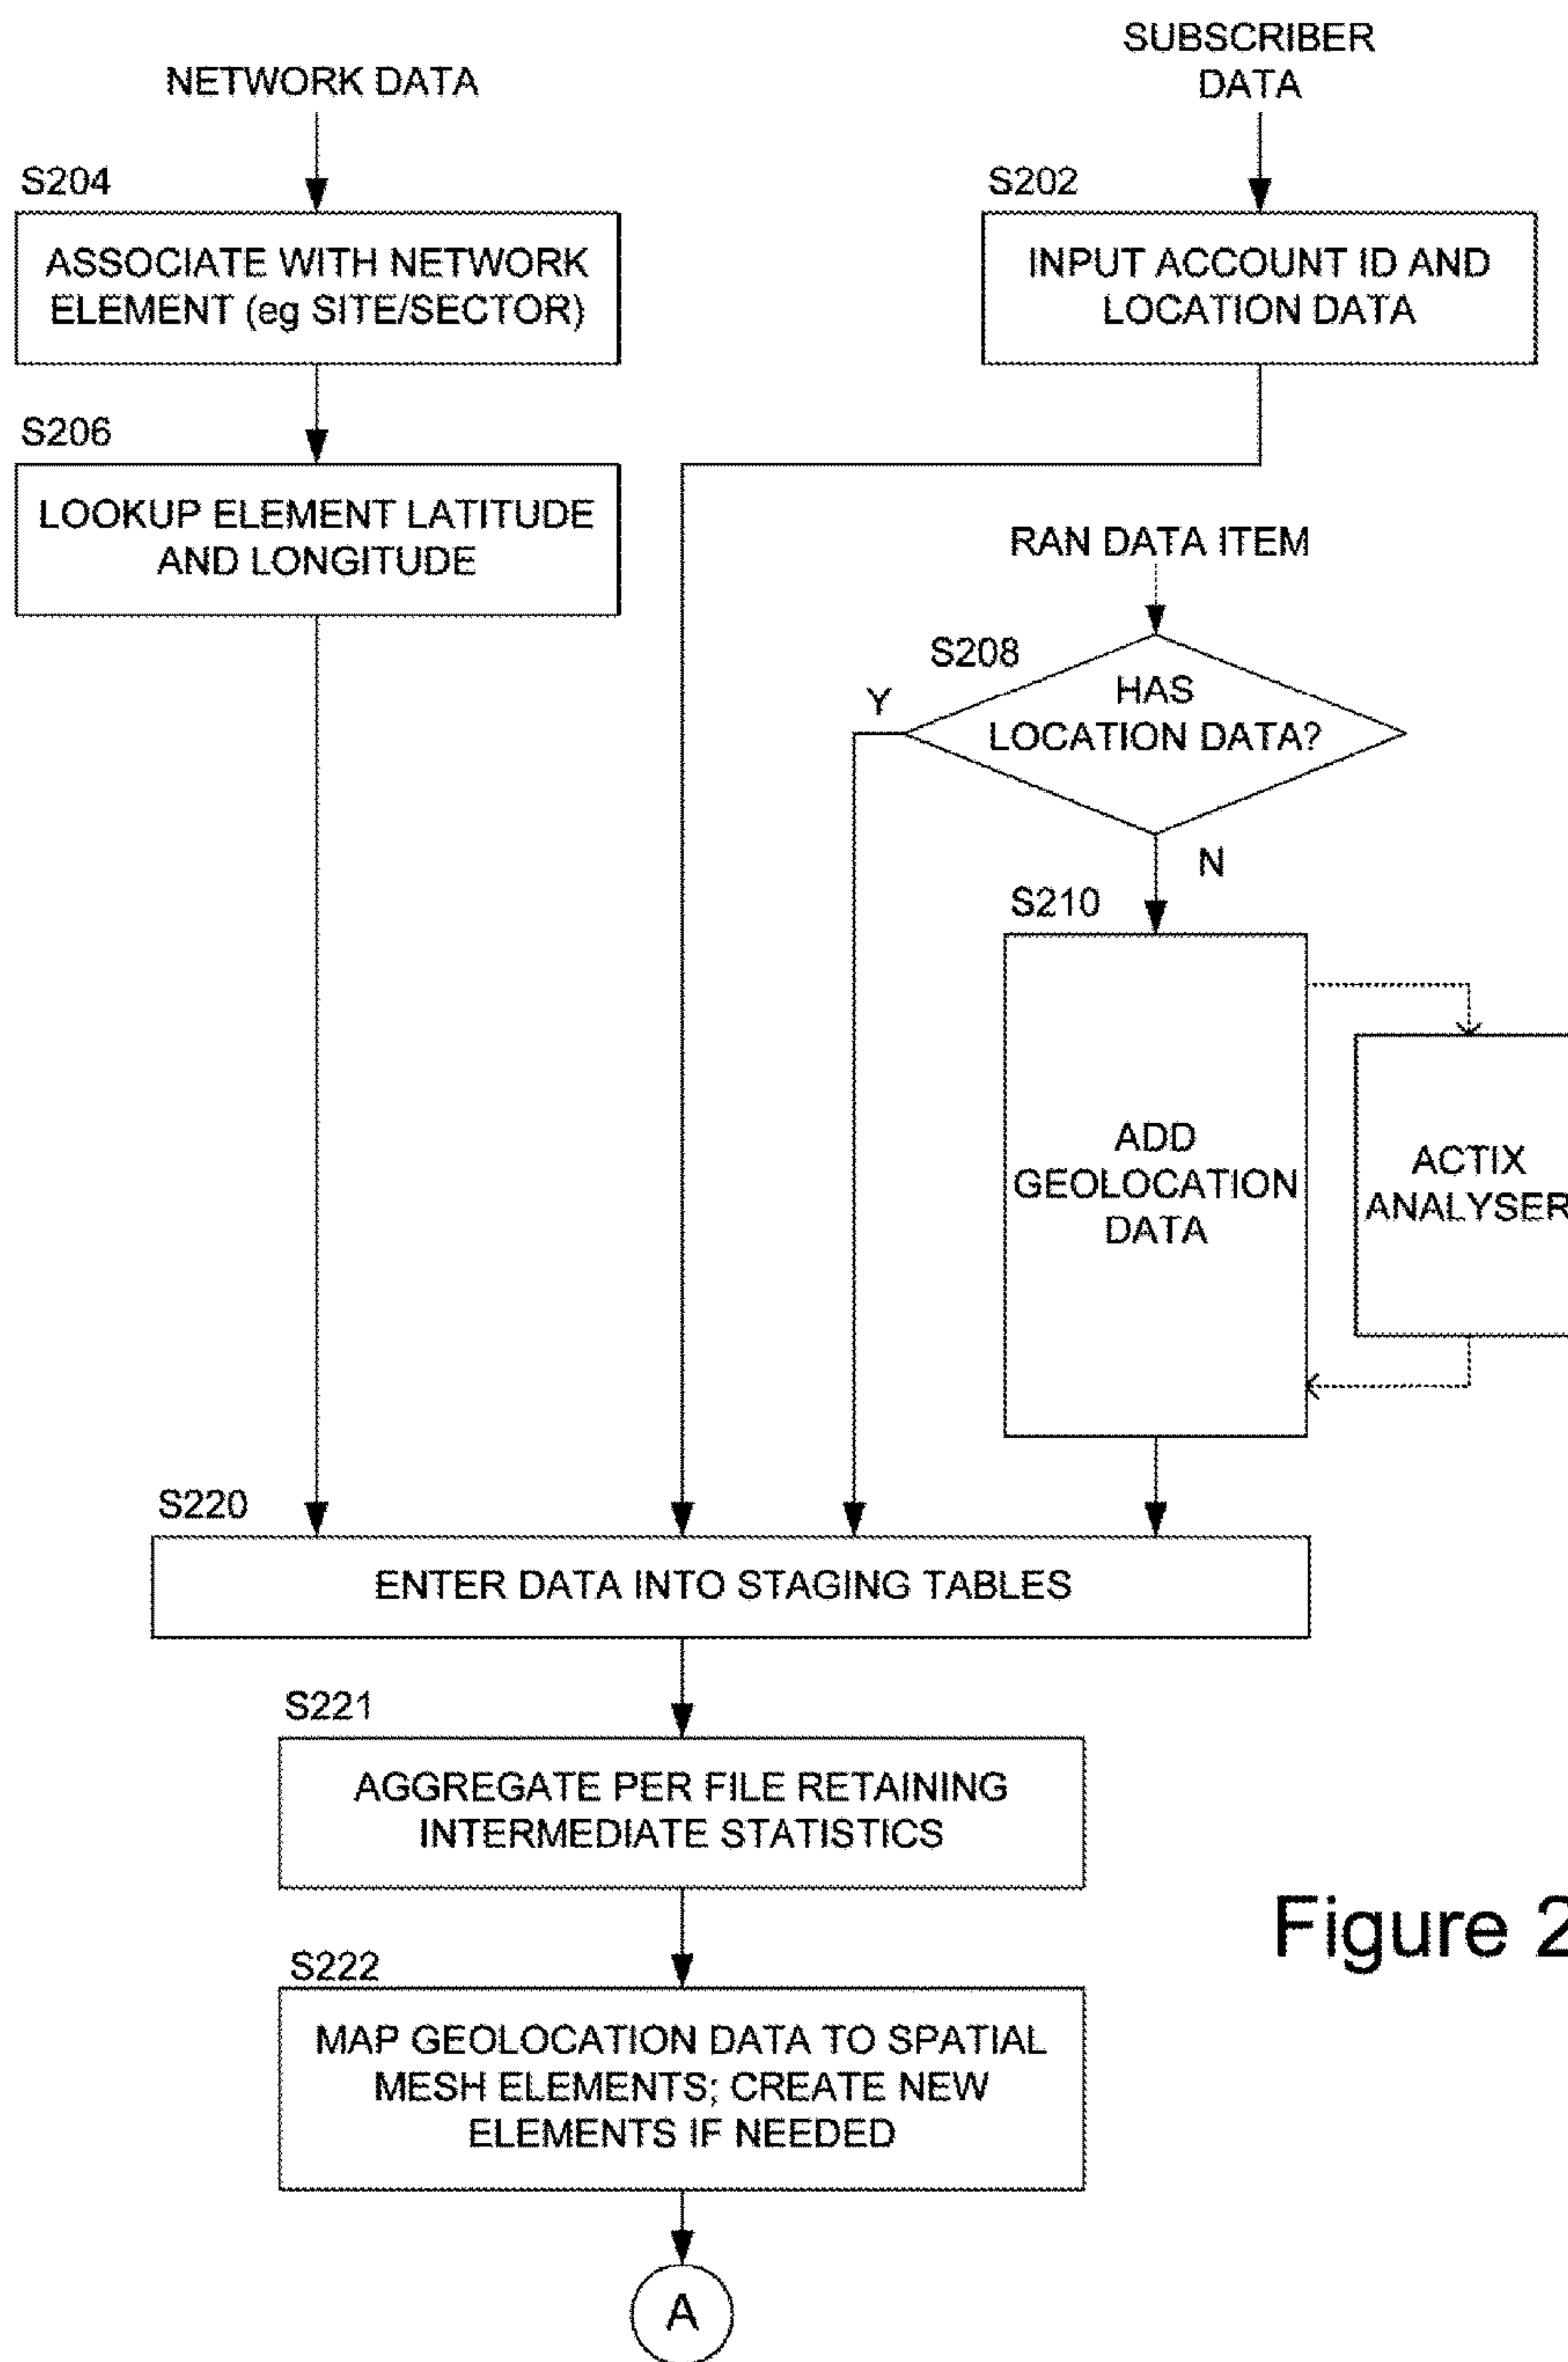 NETWORK DATA
SUBSCRIBER
DATA
S204
ASSOCIATE WITH NETWORK
ELEMENT (eg SITE/SECTOR)
S202
INPUT ACCOUNT ID AND
LOCATION DATA
S206
LOOKUP ELEMENT LATITUDE
AND LONGITUDE
RAN DATA ITEM
S208
HAS
LOCATION DATA?
Y
N
S210
ADD
GEOLOCATION
DATA
ACTIX
ANALYSER
S220
ENTER DATA INTO STAGING TABLES
S221
AGGREGATE PER FILE RETAINING
INTERMEDIATE STATISTICS
S222
MAP GEOLOCATION DATA TO SPATIAL
MESH ELEMENTS; CREATE NEW
ELEMENTS IF NEEDED
A
Figure 2